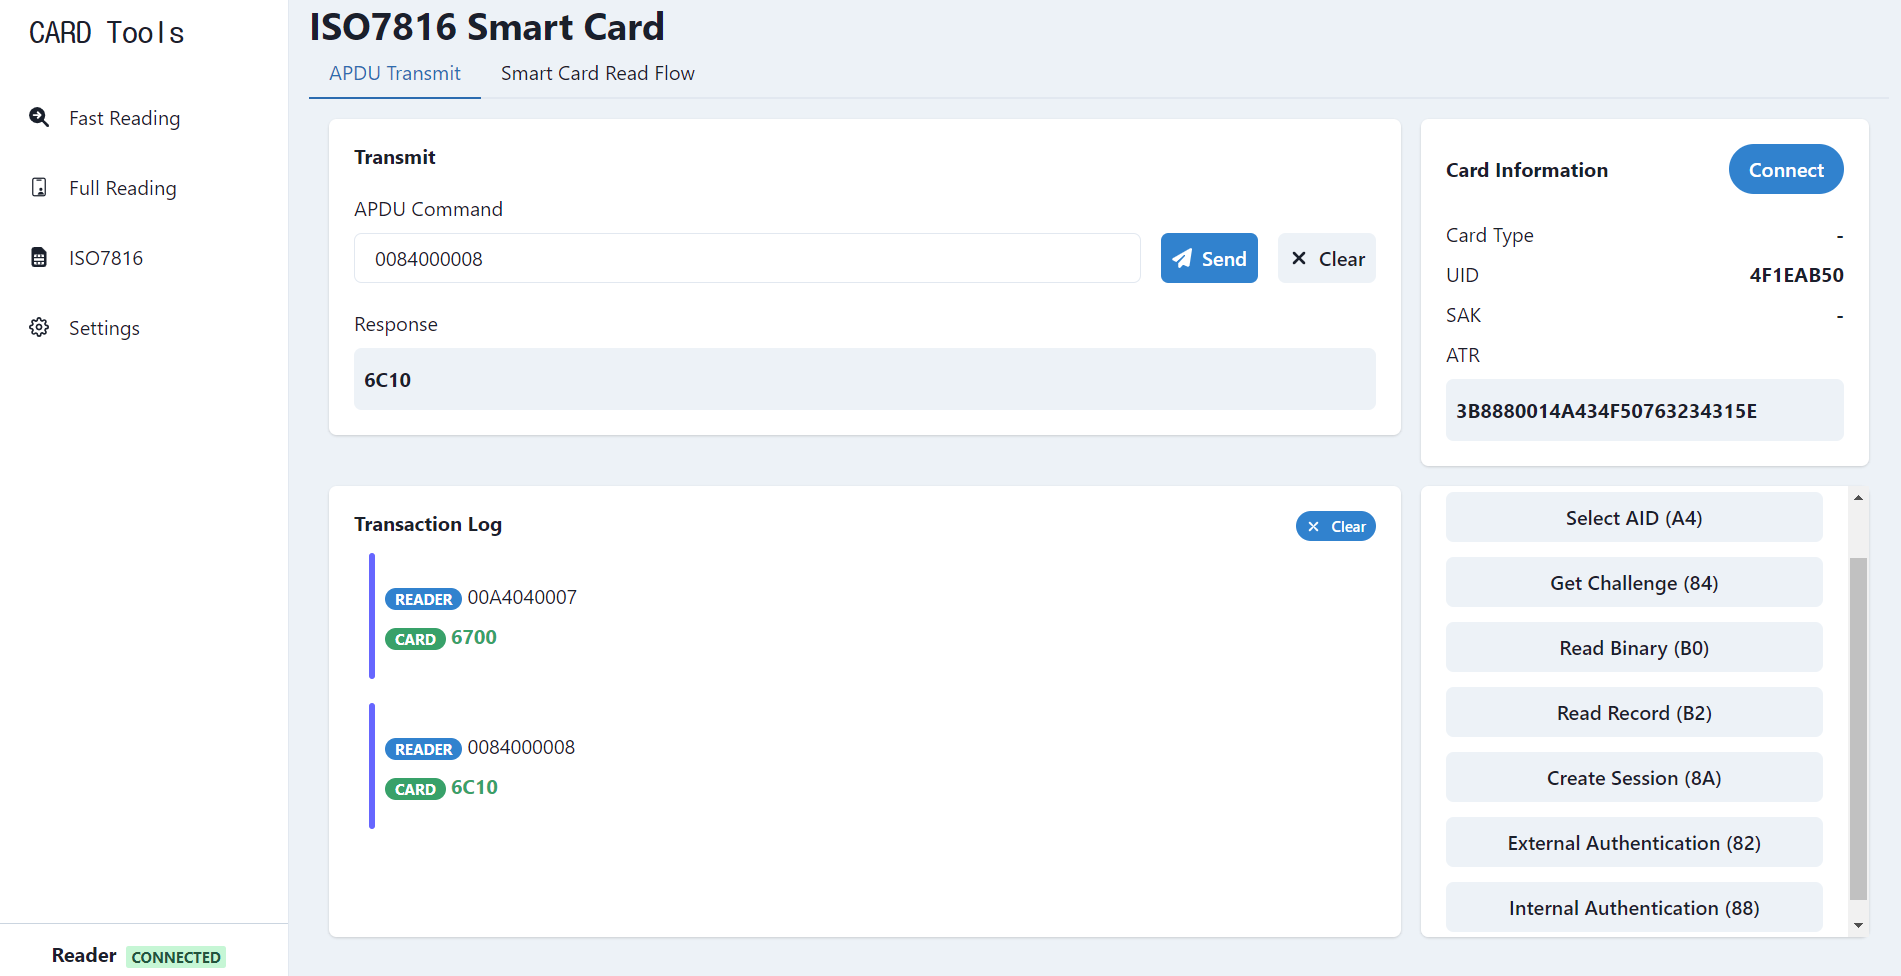 CARD Tools
Fast Reading
Full Reading
ISO7816
Settings
Reader CONNECTED
ISO7816 Smart Card
APDU Transmit Smart Card Read Flow
Transmit
APDU Command
0084000008 Send Clear
Response
6C10
Card Information Connect
Card Type -
UID 4F1EAB50
SAK -
ATR
3B8880014A434F50763234315E
Transaction Log Clear
READER 00A4040007
CARD 6700
READER 0084000008
CARD 6C10
Select AID (A4)
Get Challenge (84)
Read Binary (B0)
Read Record (B2)
Create Session (8A)
External Authentication (82)
Internal Authentication (88)